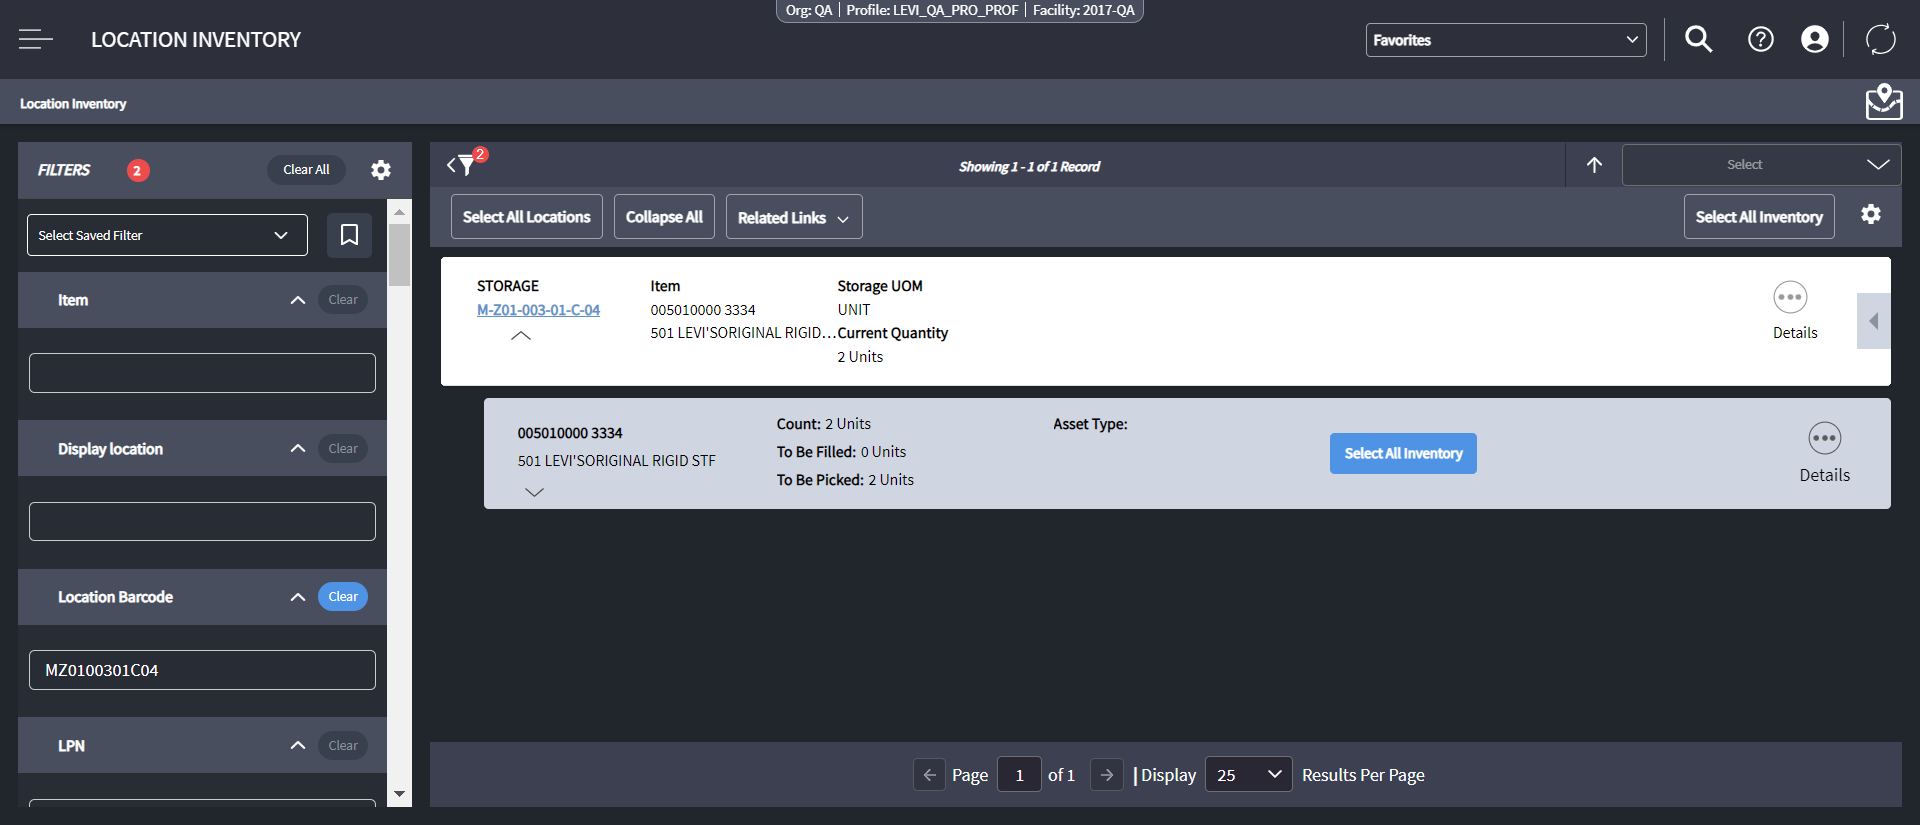 Org: QA | Profile: LEVI_QA_PRO_PROF | Facility: 2017-QA
LOCATION INVENTORY
Favorites
Location Inventory
FILTERS 2 Clear All
Select Saved Filter
Item Clear
Display location Clear
Location Barcode Clear
MZ0100301C04
LPN Clear
2
Showing 1 - 1 of 1 Record
Select
Select All Locations Collapse All Related Links
Select All Inventory
STORAGE
M-Z01-003-01-C-04
Item
005010000 3334
501 LEVI'SORIGINAL RIGID...
Storage UOM
UNIT
Current Quantity
2 Units
Details
005010000 3334
501 LEVI'SORIGINAL RIGID STF
Count: 2 Units
To Be Filled: 0 Units
To Be Picked: 2 Units
Asset Type:
Select All Inventory
Details
Page 1 of 1 | Display 25 Results Per Page